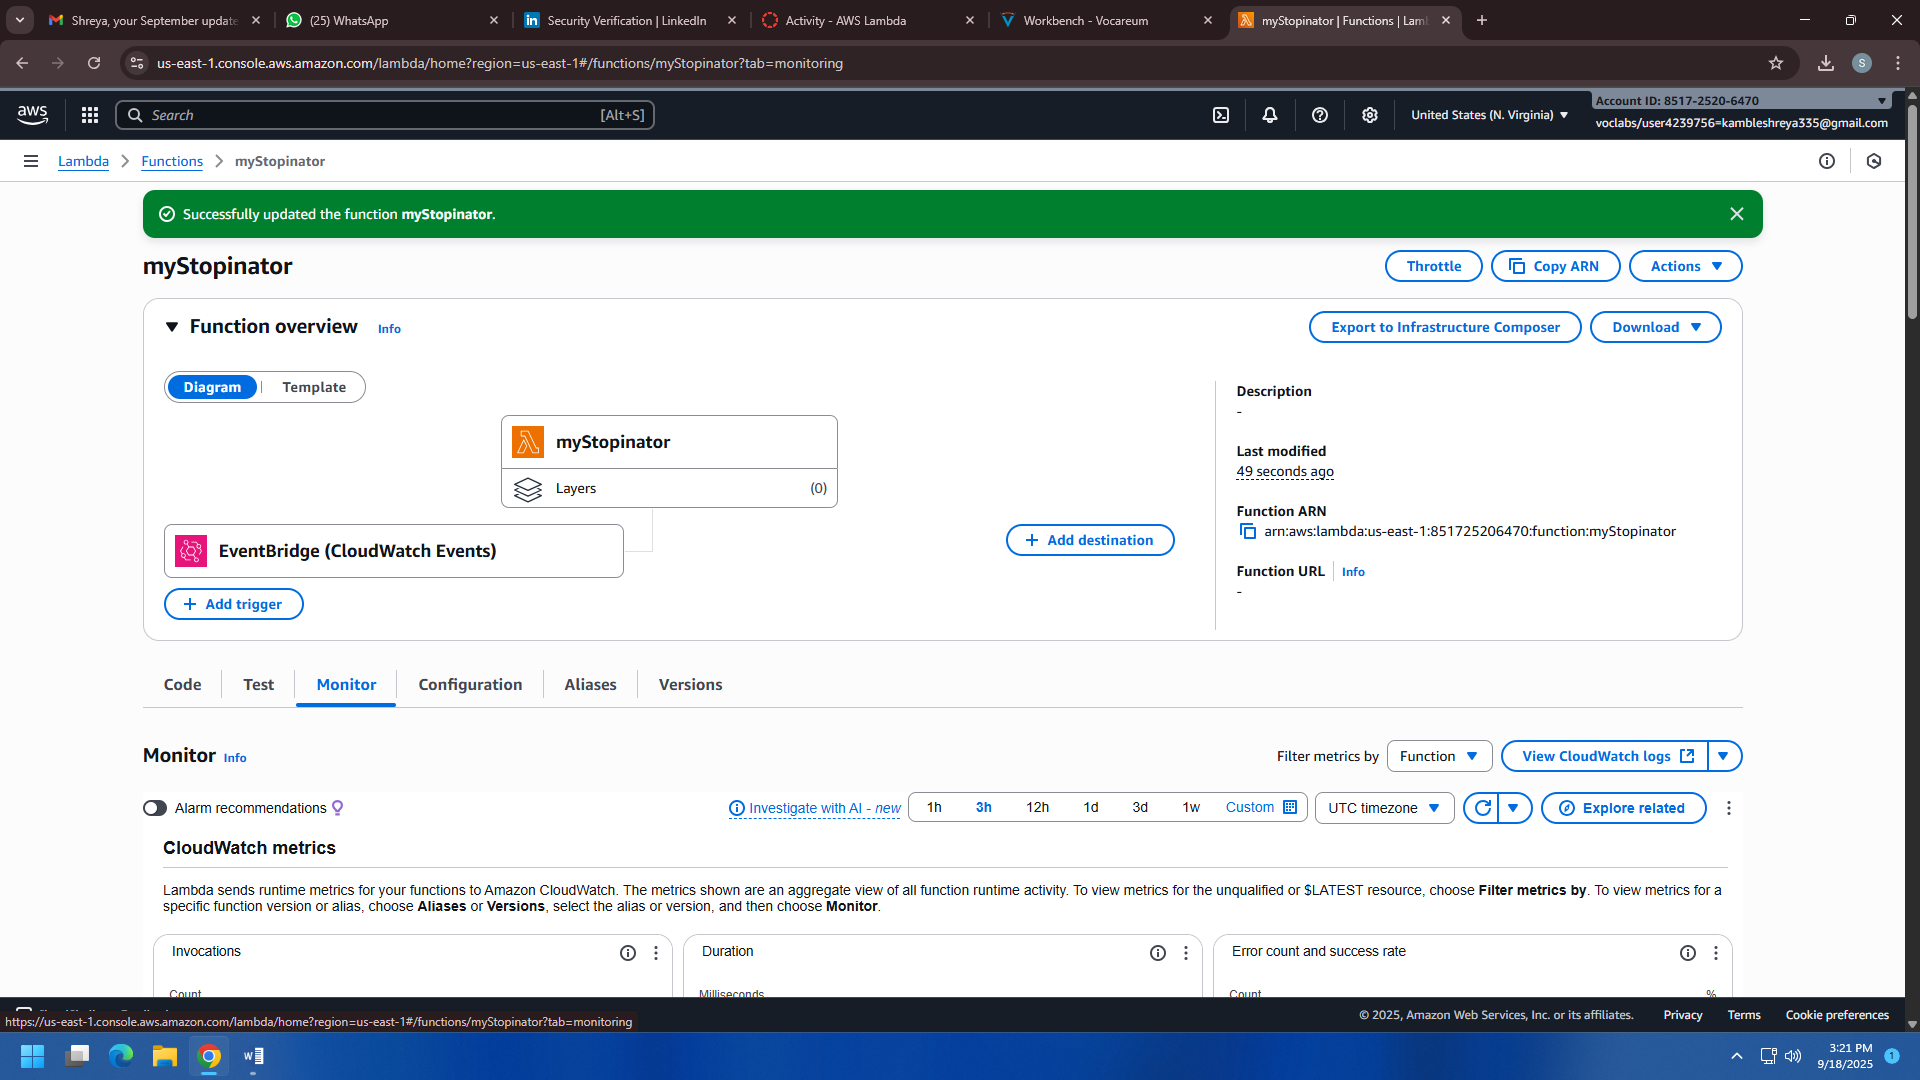 Shreya, your September update
(25) WhatsApp
Security Verification | LinkedIn
Activity - AWS Lambda
Workbench - Vocareum
myStopinator | Functions | Lam
us-east-1.console.aws.amazon.com/lambda/home?region=us-east-1#/functions/myStopinator?tab=monitoring
S
aws
Search
[Alt+S]
United States (N. Virginia)
Account ID: 8517-2520-6470
voclabs/user4239756=kambleshreya335@gmail.com
Lambda
Functions
myStopinator
Successfully updated the function myStopinator.
myStopinator
Throttle
Copy ARN
Actions
Function overview
Info
Export to Infrastructure Composer
Download
Diagram
Template
myStopinator
Layers
(0)
EventBridge (CloudWatch Events)
Add trigger
Add destination
Description
-
Last modified
49 seconds ago
Function ARN
arn:aws:lambda:us-east-1:851725206470:function:myStopinator
Function URL
Info
-
Code
Test
Monitor
Configuration
Aliases
Versions
Monitor
Info
Filter metrics by
Function
View CloudWatch logs
Alarm recommendations
Investigate with AI - new
1h
3h
12h
1d
3d
1w
Custom
UTC timezone
Explore related
CloudWatch metrics
Lambda sends runtime metrics for your functions to Amazon CloudWatch. The metrics shown are an aggregate view of all function runtime activity. To view metrics for the unqualified or $LATEST resource, choose Filter metrics by. To view metrics for a
specific function version or alias, choose Aliases or Versions, select the alias or version, and then choose Monitor.
Invocations
Count
Duration
Milliseconds
Error count and success rate
Count
%
© 2025, Amazon Web Services, Inc. or its affiliates.
Privacy
Terms
Cookie preferences
https://us-east-1.console.aws.amazon.com/lambda/home?region=us-east-1#/functions/myStopinator?tab=monitoring
3:21 PM
9/18/2025
1